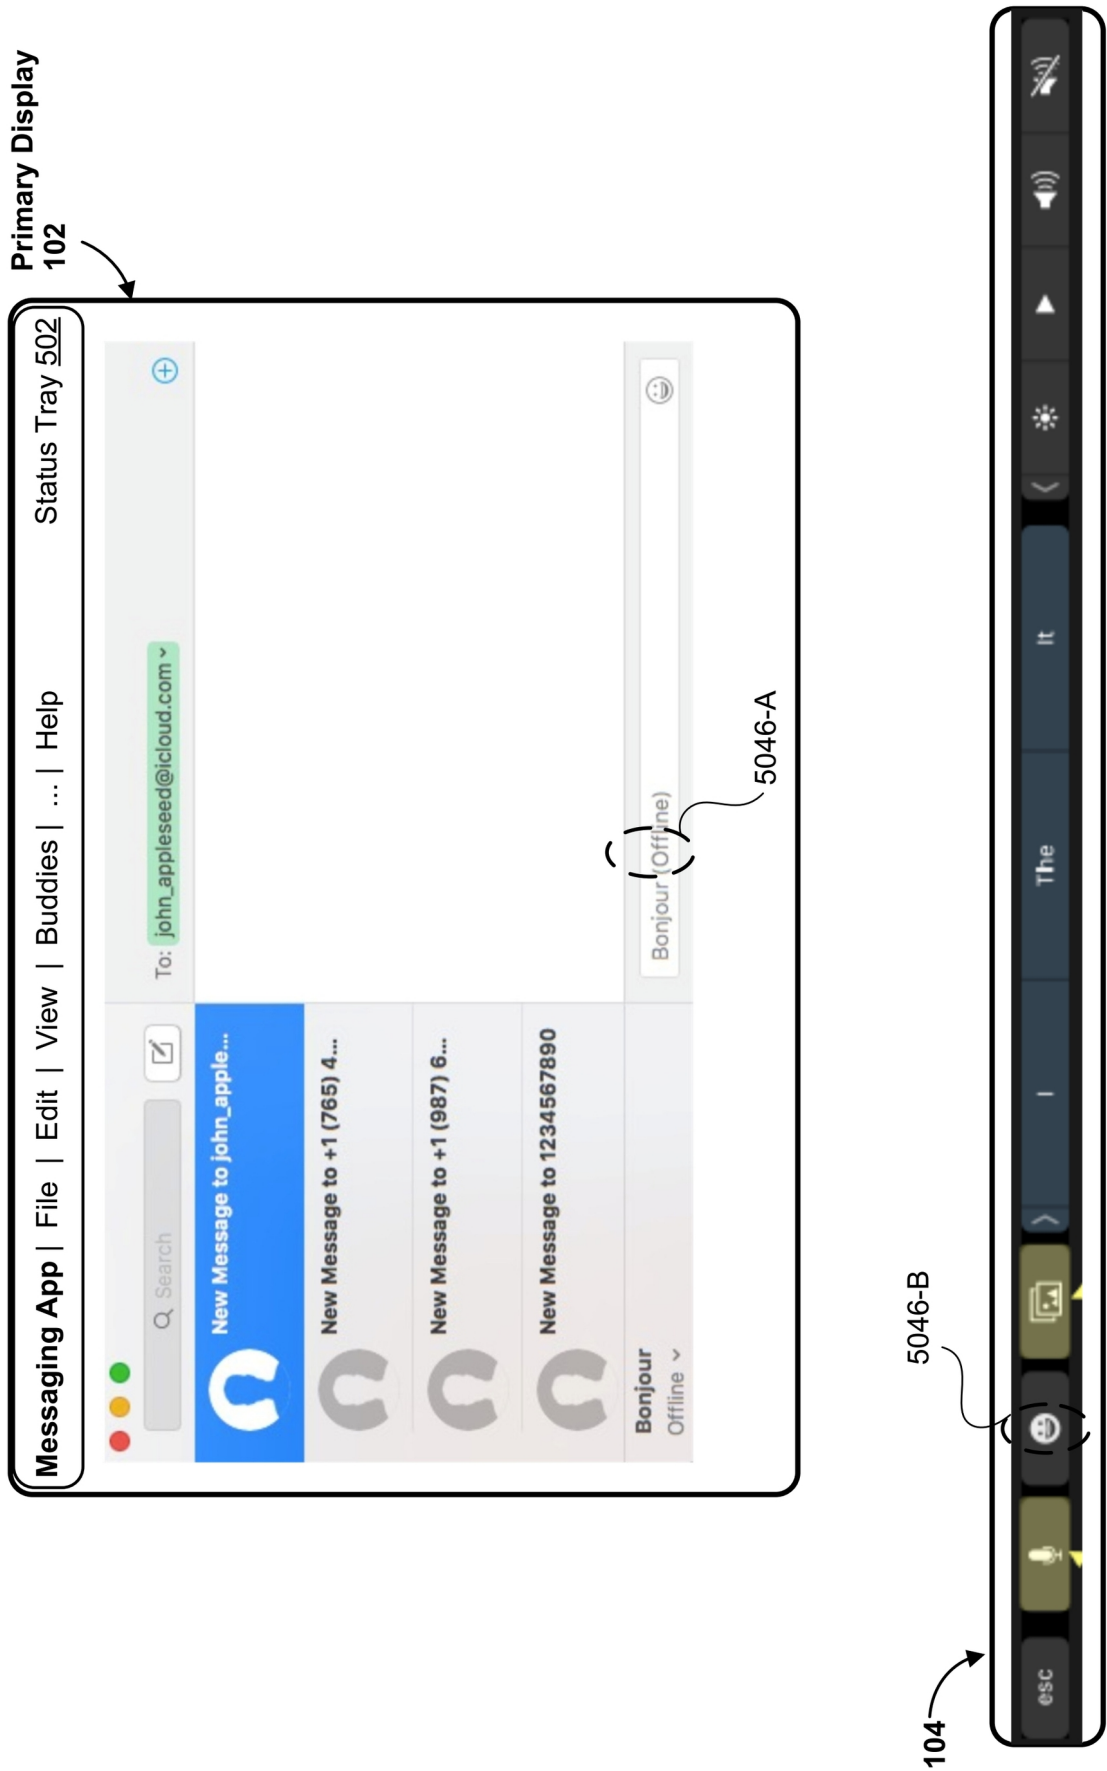 Primary Display
102
Messaging App | File | Edit | View | Buddies | ... | Help
Status Tray 502
Search
To: john_appleseed@icloud.com
New Message to john_apple...
New Message to +1 (765) 4...
New Message to +1 (987) 6...
New Message to 1234567890
Bonjour
Offline
Bonjour (Offline)
5046-A
5046-B
104
esc
I
The
It